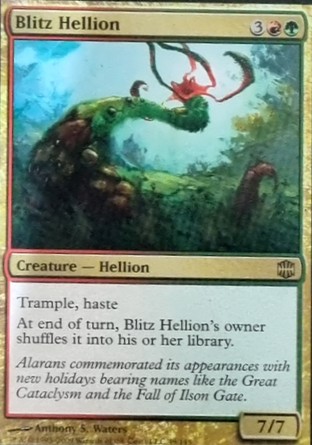 Blitz Hellion 3
Creature — Hellion
Trample, haste
At end of turn, Blitz Hellion's owner
shuffles it into his or her library.
Alarans commemorated its appearances with
new holidays bearing names like the Great
Cataclysm and the Fall of Ilson Gate.
Anthony S. Waters
7/7